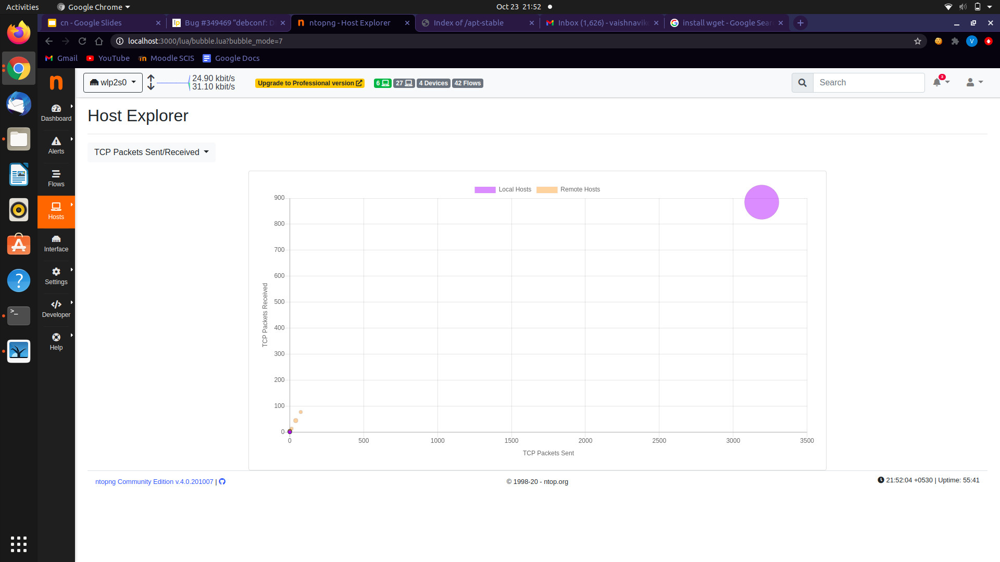 Activities Google Chrome Oct 23 21:52
cn - Google Slides Bug #349469 “debconf: D ntopng - Host Explorer Index of /apt-stable Inbox (1,626) - vaishnavik install wget - Google Sear
localhost:3000/lua/bubble.lua?bubble_mode=7 V
Gmail YouTube Moodle SCIS Google Docs
wlp2s0 24.90 kbit/s
31.10 kbit/s
Upgrade to Professional version 6 27 4 Devices 42 Flows Search 3
Host Explorer
TCP Packets Sent/Received
Dashboard
Alerts
Flows
Hosts
Interface
Settings
Developer
Help
Local Hosts Remote Hosts
900
800
700
600
500
400
300
200
100
0
TCP Packets Received
0 500 1000 1500 2000 2500 3000 3500
TCP Packets Sent
ntopng Community Edition v.4.0.201007 | © 1998-20 - ntop.org 21:52:04 +0530 | Uptime: 55:41